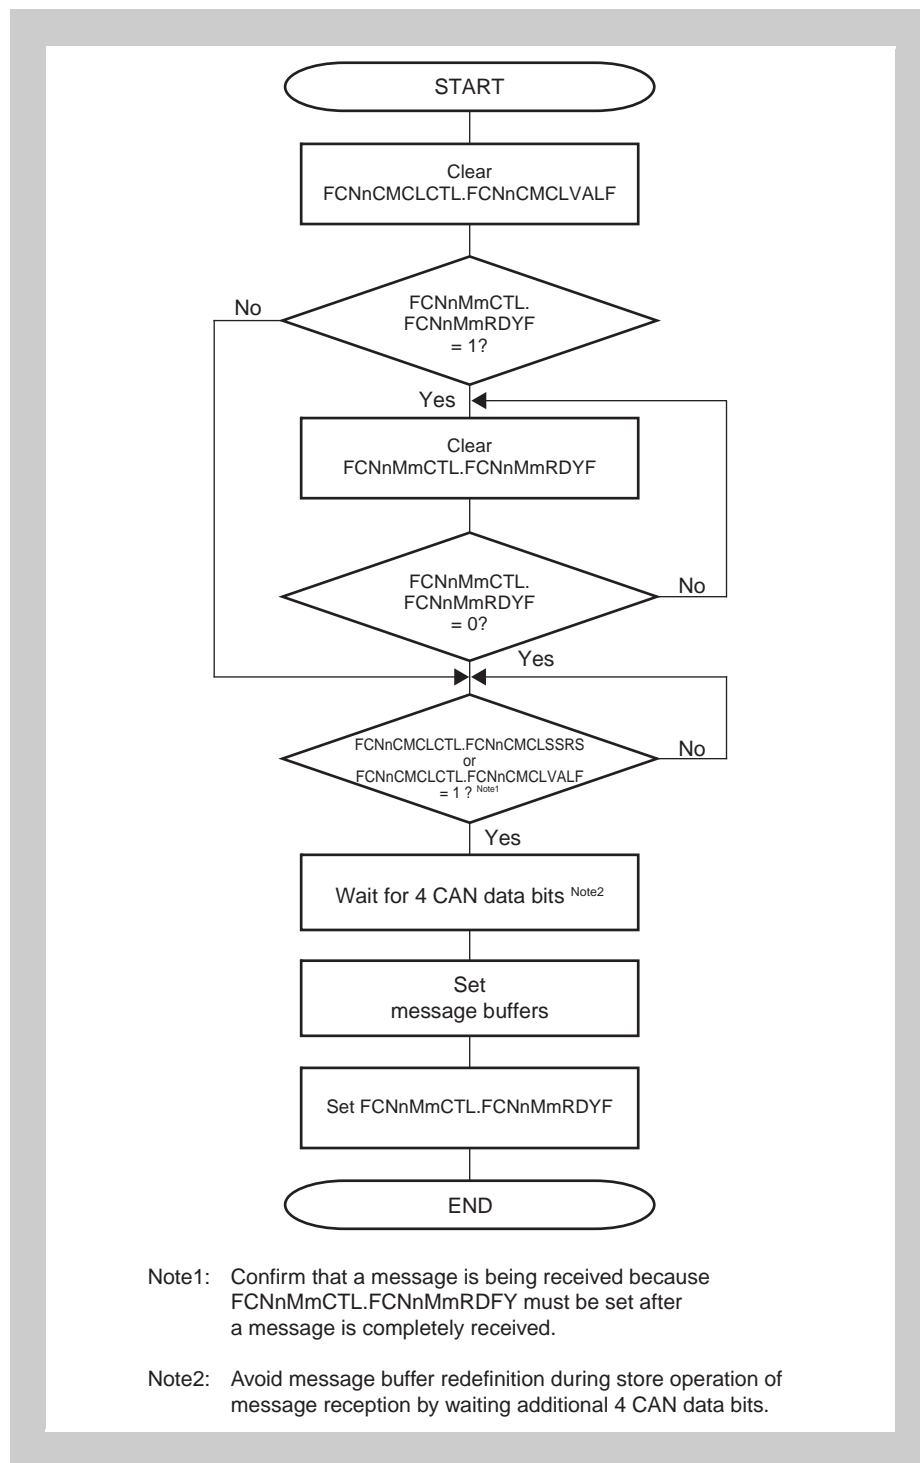 START
Clear
FCNnCMCLCTL.FCNnCMCLVALF
No
FCNnMmCTL.
FCNnMmRDYF
= 1?
Yes
Clear
FCNnMmCTL.FCNnMmRDYF
FCNnMmCTL.
FCNnMmRDYF
= 0?
No
Yes
FCNnCMCLCTL.FCNnCMCLSSRS
or
FCNnCMCLCTL.FCNnCMCLVALF
= 1 ? Note1
No
Yes
Wait for 4 CAN data bits Note2
Set
message buffers
Set FCNnMmCTL.FCNnMmRDYF
END
Note1: Confirm that a message is being received because
FCNnMmCTL.FCNnMmRDFY must be set after
a message is completely received.
Note2: Avoid message buffer redefinition during store operation of
message reception by waiting additional 4 CAN data bits.